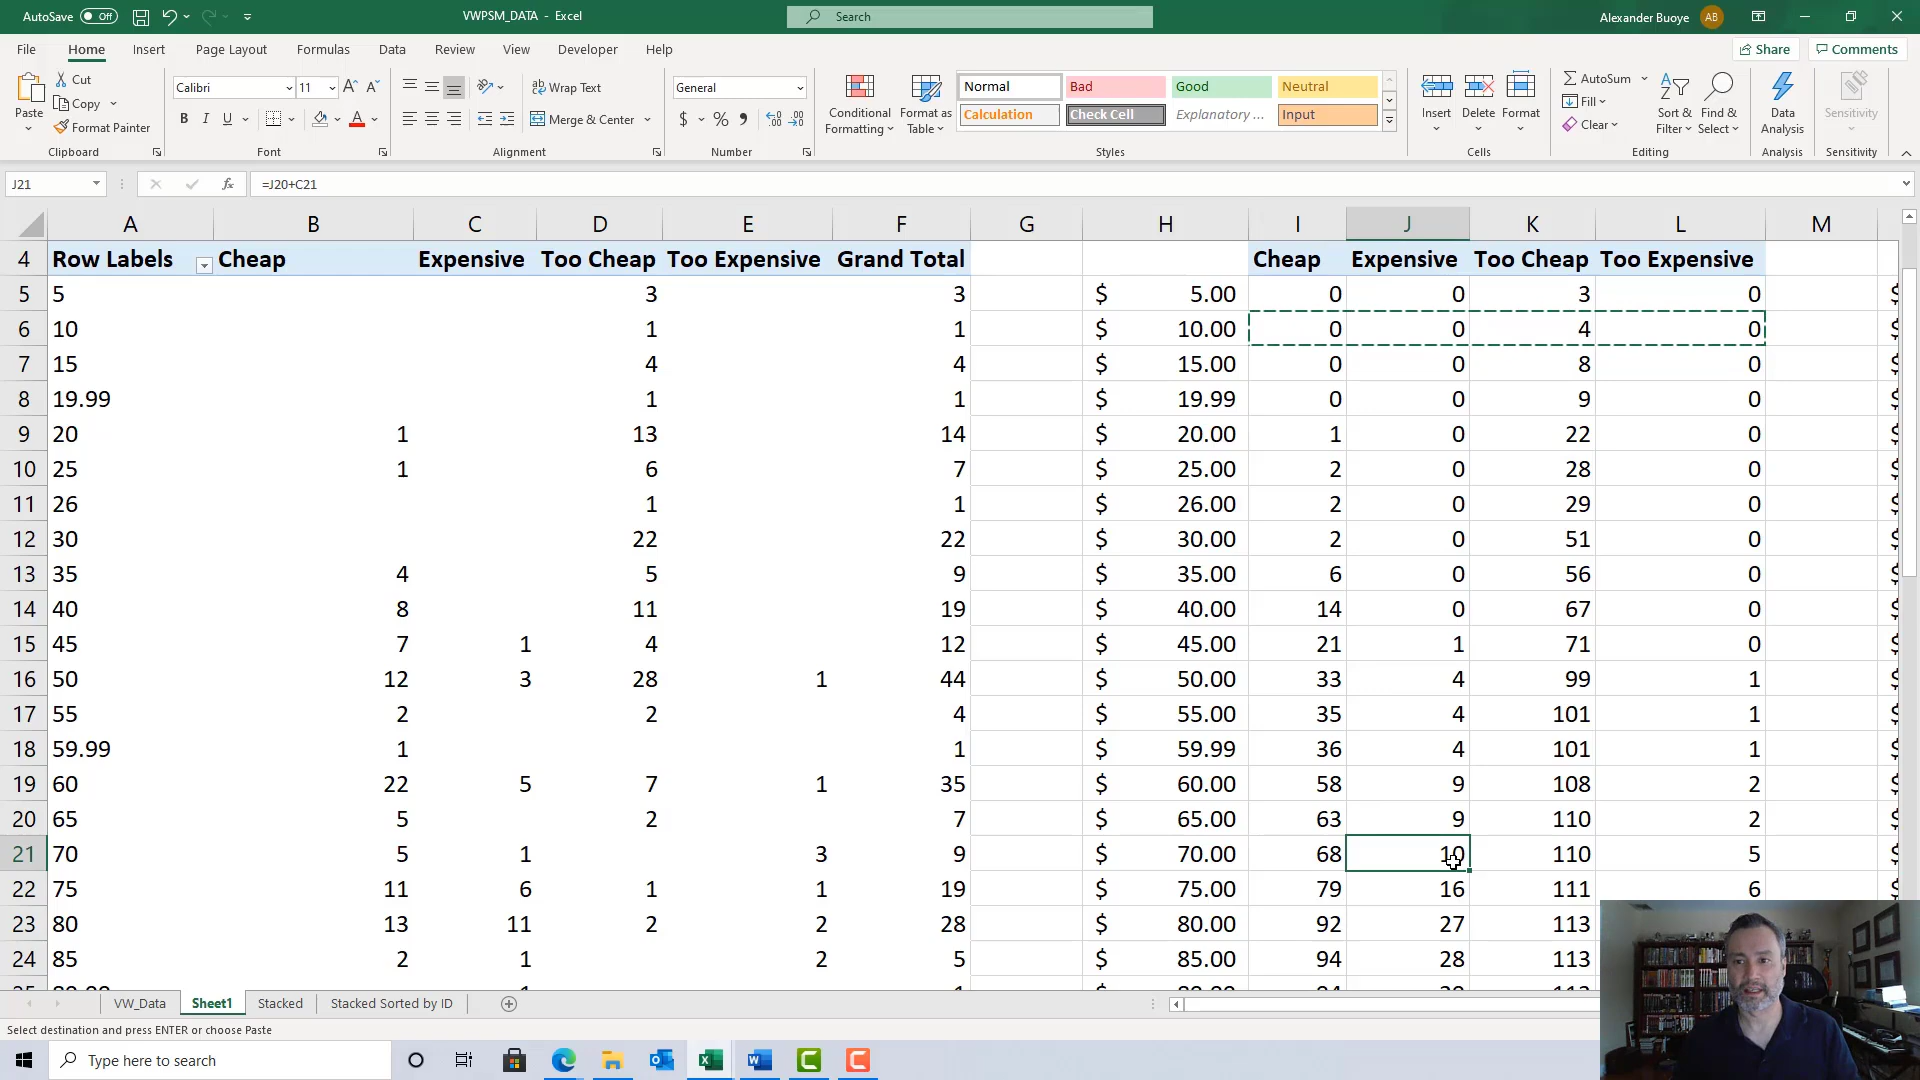 AutoSave Off VWPSM_DATA - Excel Search Alexander Buoye AB
File Home Insert Page Layout Formulas Data Review View Developer Help Share Comments
Paste Cut Copy Format Painter Clipboard
Calibri 11 A A B I U A Font
Wrap Text Merge & Center Alignment
General $ % , Number
Conditional Formatting Format as Table
Normal Bad Good Neutral
Calculation Check Cell Explanatory ... Input
Styles
Insert Delete Format Cells
AutoSum Fill Clear Sort & Filter Find & Select Editing
Data Analysis Analysis
Sensitivity Sensitivity
J21 fx =J20+C21
A B C D E F G H I J K L M
4 Row Labels Cheap Expensive Too Cheap Too Expensive Grand Total Cheap Expensive Too Cheap Too Expensive
5 5 3 3 $ 5.00 0 0 3 0
6 10 1 1 $ 10.00 0 0 4 0
7 15 4 4 $ 15.00 0 0 8 0
8 19.99 1 1 $ 19.99 0 0 9 0
9 20 1 13 14 $ 20.00 1 0 22 0
10 25 1 6 7 $ 25.00 2 0 28 0
11 26 1 1 $ 26.00 2 0 29 0
12 30 22 22 $ 30.00 2 0 51 0
13 35 4 5 9 $ 35.00 6 0 56 0
14 40 8 11 19 $ 40.00 14 0 67 0
15 45 7 1 4 12 $ 45.00 21 1 71 0
16 50 12 3 28 1 44 $ 50.00 33 4 99 1
17 55 2 2 4 $ 55.00 35 4 101 1
18 59.99 1 1 $ 59.99 36 4 101 1
19 60 22 5 7 1 35 $ 60.00 58 9 108 2
20 65 5 2 7 $ 65.00 63 9 110 2
21 70 5 1 3 9 $ 70.00 68 10 110 5
22 75 11 6 1 1 19 $ 75.00 79 16 111 6
23 80 13 11 2 2 28 $ 80.00 92 27 113
24 85 2 1 2 5 $ 85.00 94 28 113
VW_Data Sheet1 Stacked Stacked Sorted by ID
Select destination and press ENTER or choose Paste
Type here to search